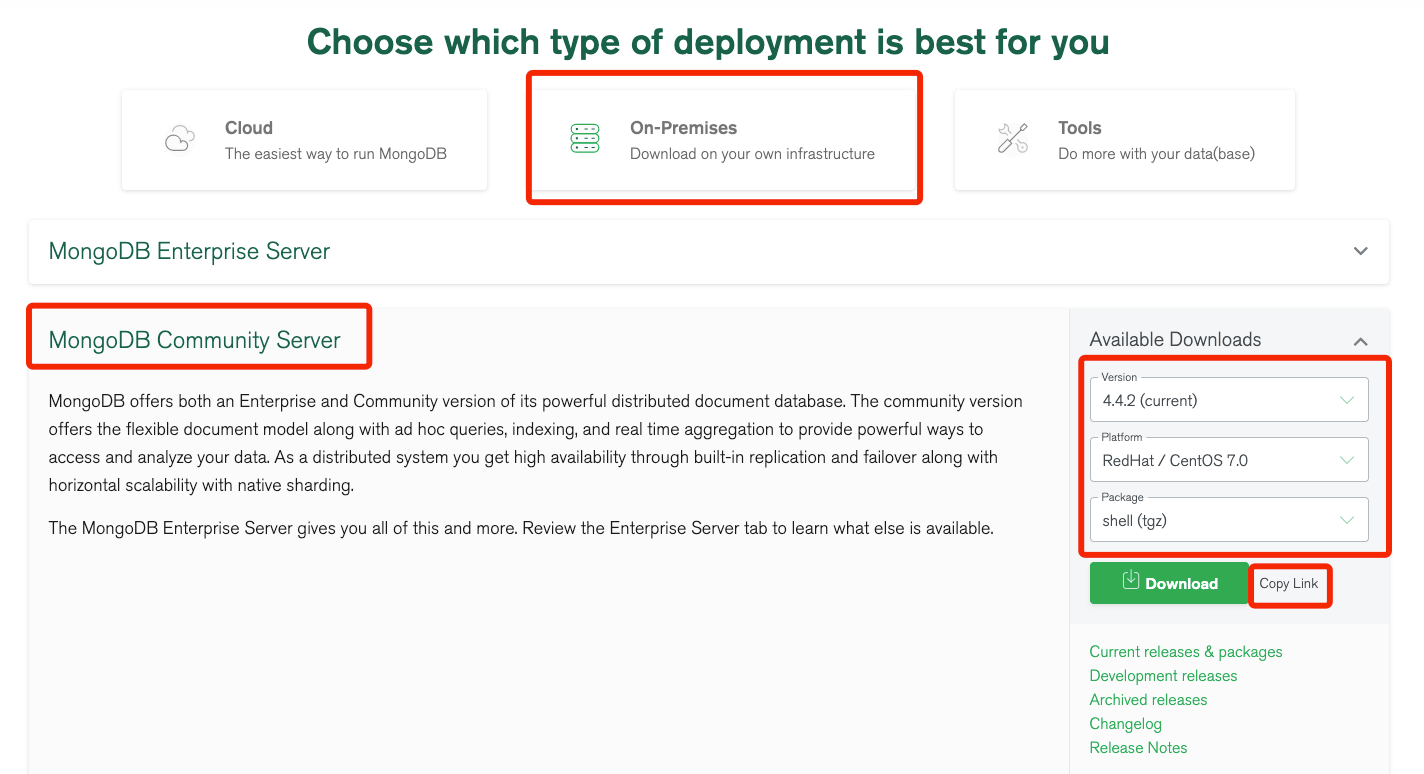 Choose which type of deployment is best for you
Cloud
The easiest way to run MongoDB
On-Premises
Download on your own infrastructure
Tools
Do more with your data(base)
MongoDB Enterprise Server
MongoDB Community Server
MongoDB offers both an Enterprise and Community version of its powerful distributed document database. The community version
offers the flexible document model along with ad hoc queries, indexing, and real time aggregation to provide powerful ways to
access and analyze your data. As a distributed system you get high availability through built-in replication and failover along with
horizontal scalability with native sharding.
The MongoDB Enterprise Server gives you all of this and more. Review the Enterprise Server tab to learn what else is available.
Available Downloads
Version
4.4.2 (current)
Platform
RedHat / CentOS 7.0
Package
shell (tgz)
Download
Copy Link
Current releases & packages
Development releases
Archived releases
Changelog
Release Notes